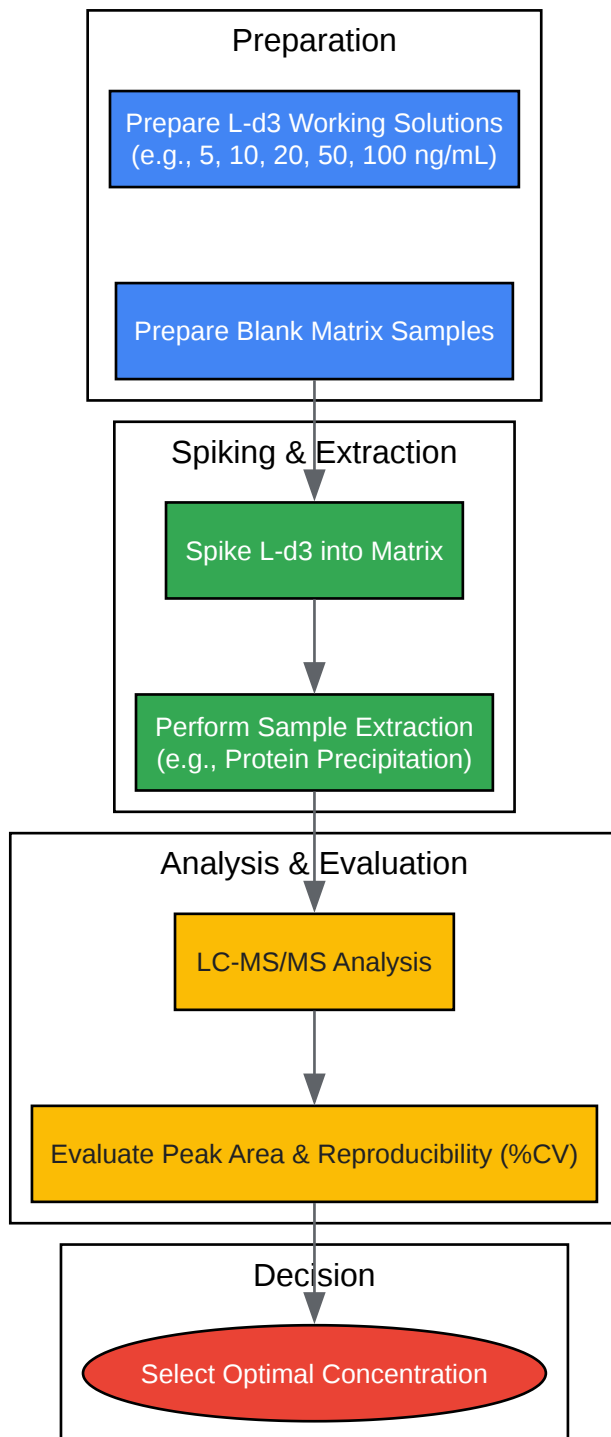 Preparation
Prepare L-d3 Working Solutions
(e.g., 5, 10, 20, 50, 100 ng/mL)
Prepare Blank Matrix Samples
Spiking & Extraction
Spike L-d3 into Matrix
Perform Sample Extraction
(e.g., Protein Precipitation)
Analysis & Evaluation
LC-MS/MS Analysis
Evaluate Peak Area & Reproducibility (%CV)
Decision
Select Optimal Concentration